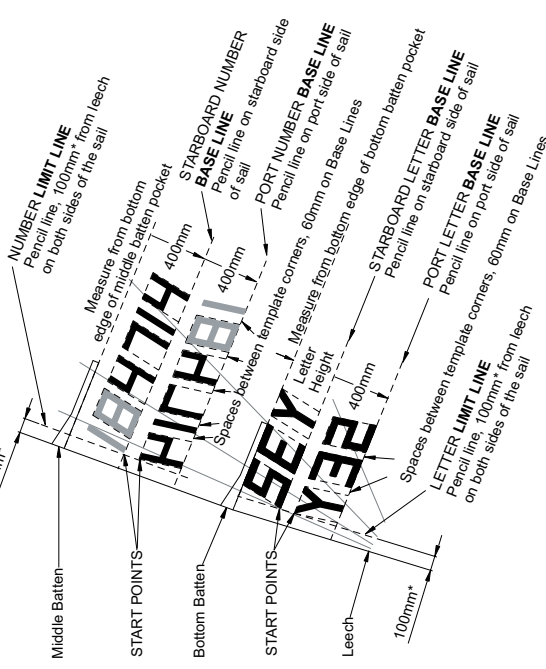 NUMBER LIMIT LINE
Pencil line, 100mm* from leech
on both sides of the sail
Measure from bottom
edge of middle batten pocket
STARBOARD NUMBER
BASE LINE
Pencil line on starboard side
of sail
PORT NUMBER BASE LINE
Pencil line on port side of sail
400mm
400mm
Middle Batten
START POINTS
Spaces between template corners, 60mm on Base Lines
Measure from bottom edge of bottom batten pocket
Bottom Batten
SEY
Letter
Height
400mm
STARBOARD LETTER BASE LINE
Pencil line on starboard side of sail
PORT LETTER BASE LINE
Pencil line on port side of sail
START POINTS
Spaces between template corners, 60mm on Base Lines
LETTER LIMIT LINE
Pencil line, 100mm* from leech
on both sides of the sail
Leech
100mm*